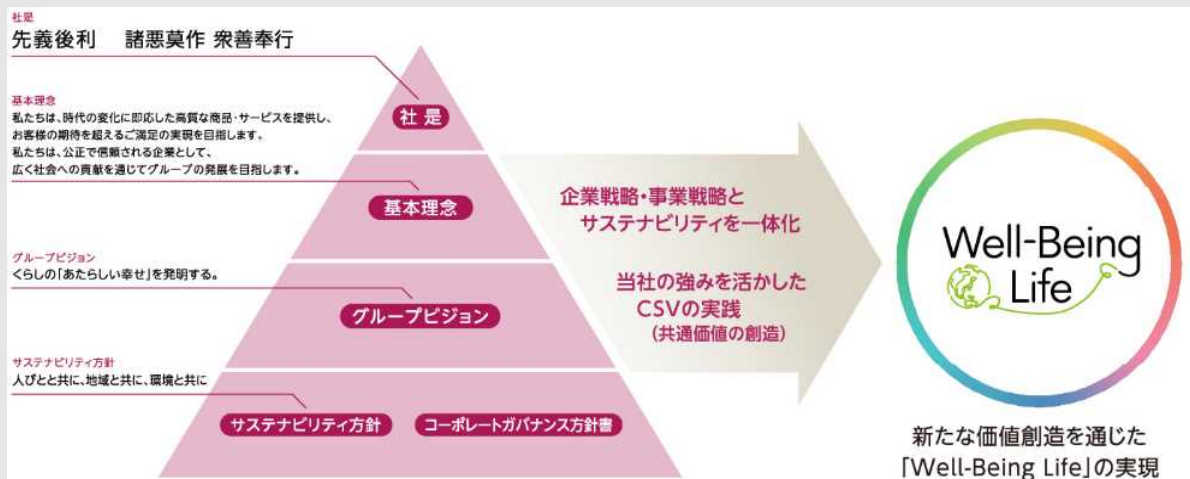 社是
先義後利　諸悪莫作 衆善奉行
基本理念
私たちは、時代の変化に即応した高質な商品・サービスを提供し、
お客様の期待を超えるご満足の実現を目指します。
私たちは、公正で信頼される企業として、
広く社会への貢献を通じてグループの発展を目指します。
グループビジョン
くらしの「あたらしい幸せ」を発明する。
サステナビリティ方針
人びとと共に、地域と共に、環境と共に
社是
基本理念
グループビジョン
サステナビリティ方針
コーポレートガバナンス方針書
企業戦略・事業戦略と
サステナビリティを一体化
当社の強みを活かした
CSVの実践
(共通価値の創造)
Well-Being
Life
新たな価値創造を通じた
「Well-Being Life」の実現